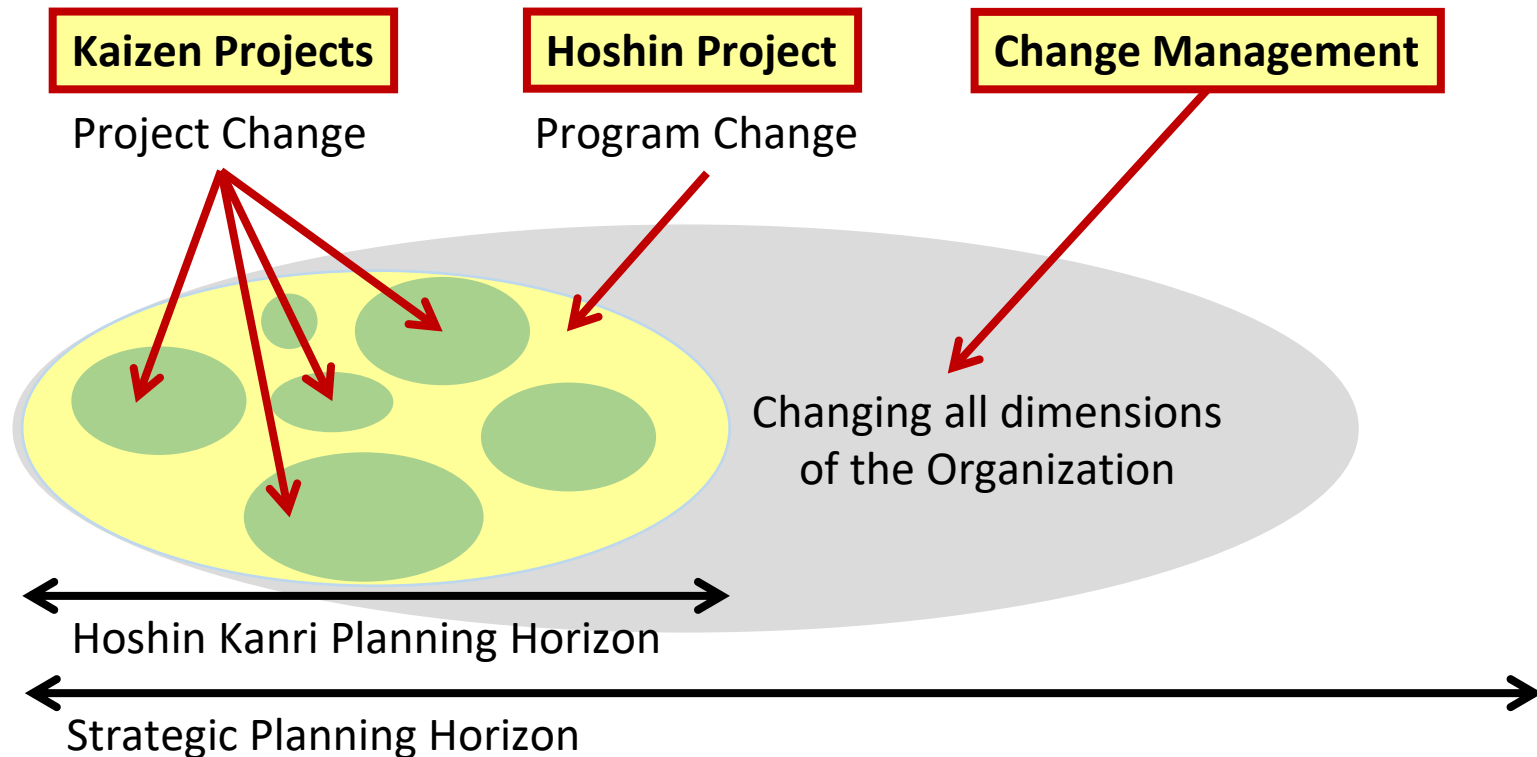 Kaizen Projects
Hoshin Project
Change Management
Project Change
Program Change
Changing all dimensions
of the Organization
Hoshin Kanri Planning Horizon
Strategic Planning Horizon